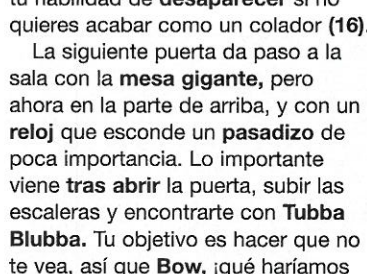 tu habilidad de desaparecer si no
quieres acabar como un colador (16).
La siguiente puerta da paso a la
sala con la mesa gigante, pero
ahora en la parte de arriba, y con un
reloj que esconde un pasadizo de
poca importancia. Lo importante
viene tras abrir la puerta, subir las
escaleras y encontrarte con Tubba
Blubba. Tu objetivo es hacer que no
te vea, así que Bow, ¡qué haríamos